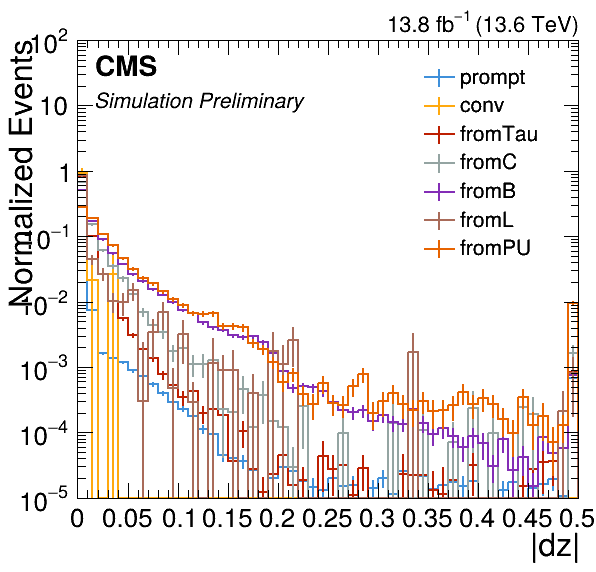 13.8 fb⁻¹ (13.6 TeV)
CMS
Simulation Preliminary
prompt
conv
fromTau
fromC
fromB
fromL
fromPU
Normalized Events
10²
10
1
10⁻¹
10⁻²
10⁻³
10⁻⁴
10⁻⁵
0 0.05 0.1 0.15 0.2 0.25 0.3 0.35 0.4 0.45 0.5
|dz|